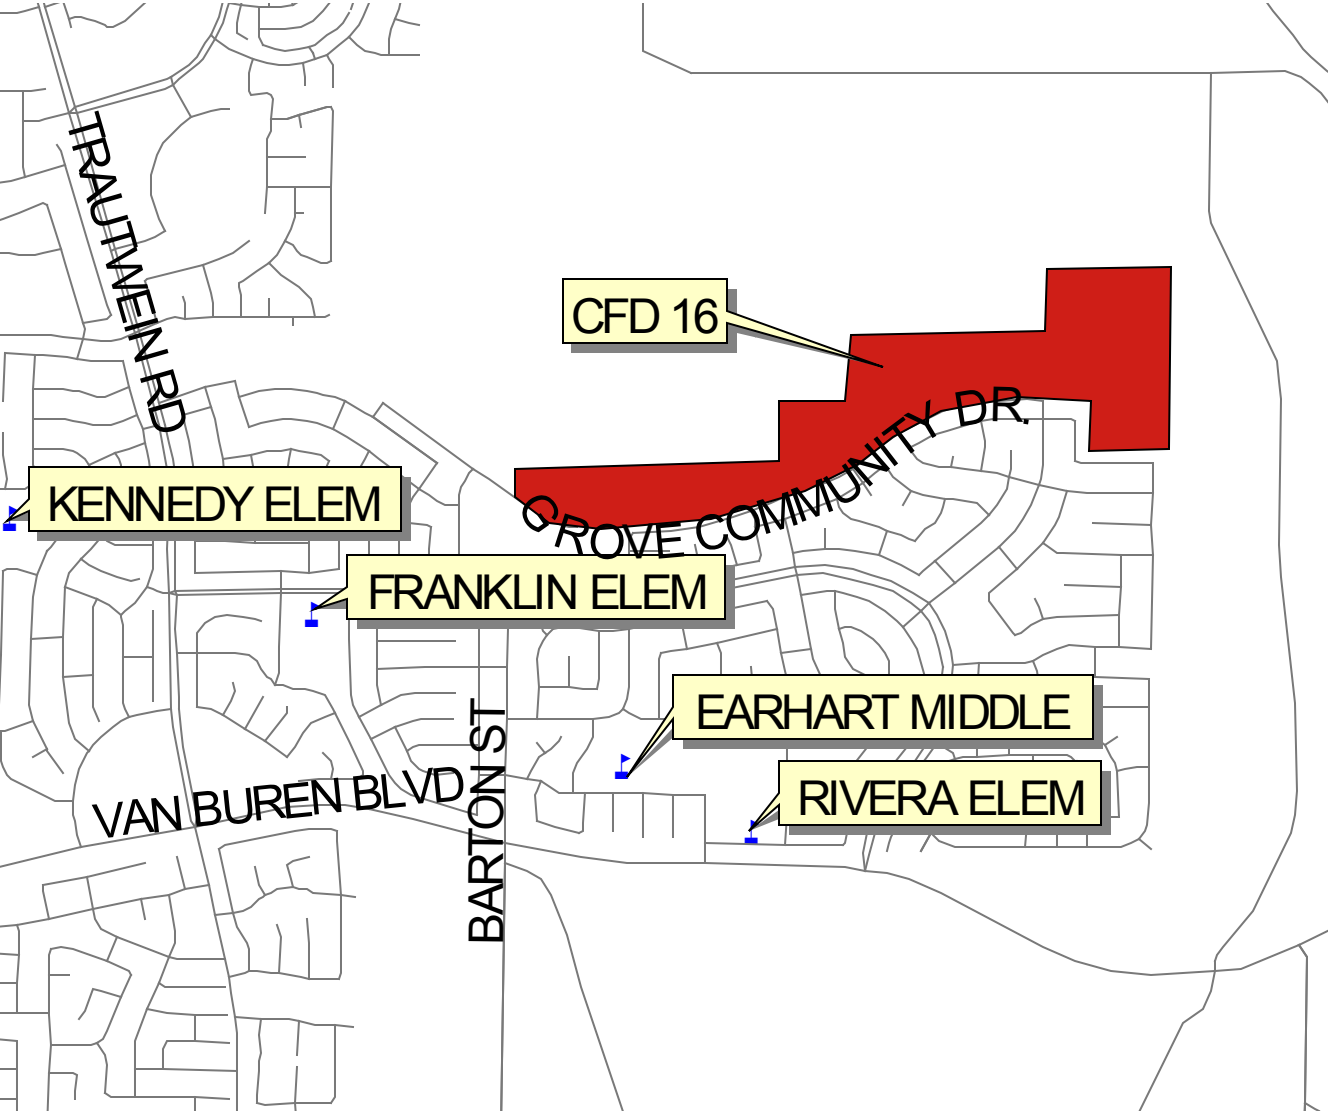 TRAUTWEIN RD
CFD 16
GROVE COMMUNITY DR.
KENNEDY ELEM
FRANKLIN ELEM
EARHART MIDDLE
RIVERA ELEM
VAN BUREN BLVD
BARTON ST